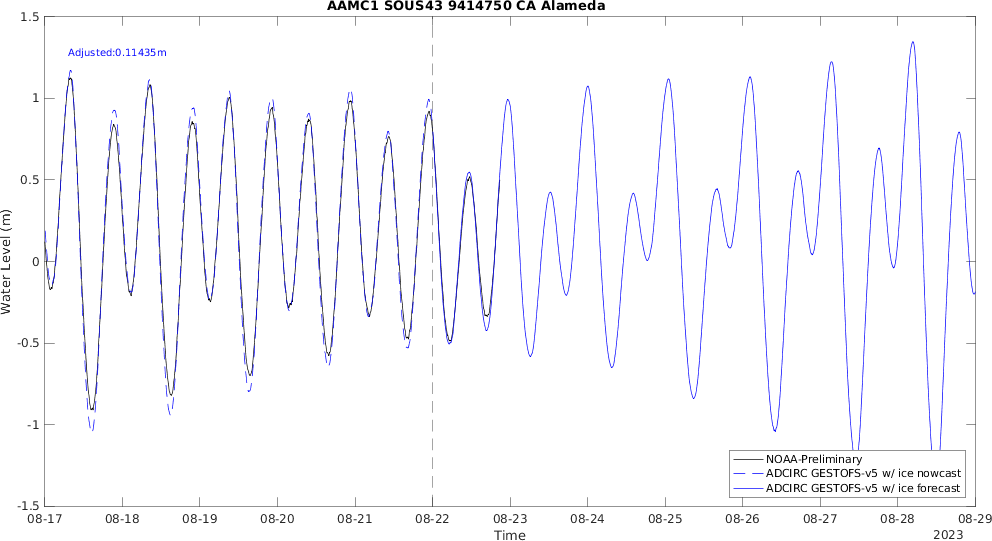 AAMC1 SOUS43 9414750 CA Alameda
Adjusted:0.11435m
Water Level (m)
1.5
1
0.5
0
-0.5
-1
-1.5
NOAA-Preliminary
ADCIRC GESTOFS-v5 w/ ice nowcast
ADCIRC GESTOFS-v5 w/ ice forecast
08-17 08-18 08-19 08-20 08-21 08-22 08-23 08-24 08-25 08-26 08-27 08-28 08-29
Time
2023